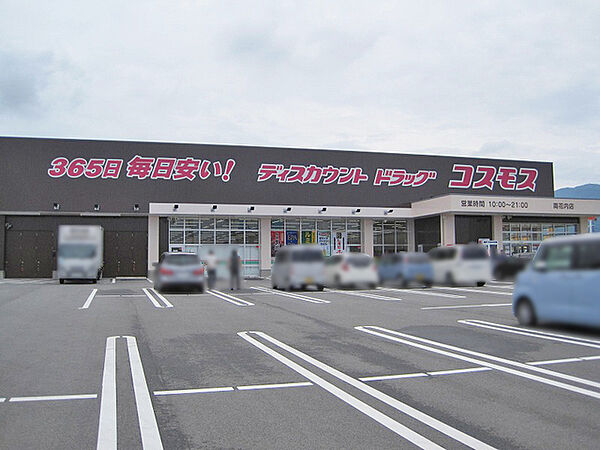 365日 毎日安い! ディスカウント ドラッグ コスモス
営業時間 10:00~21:00